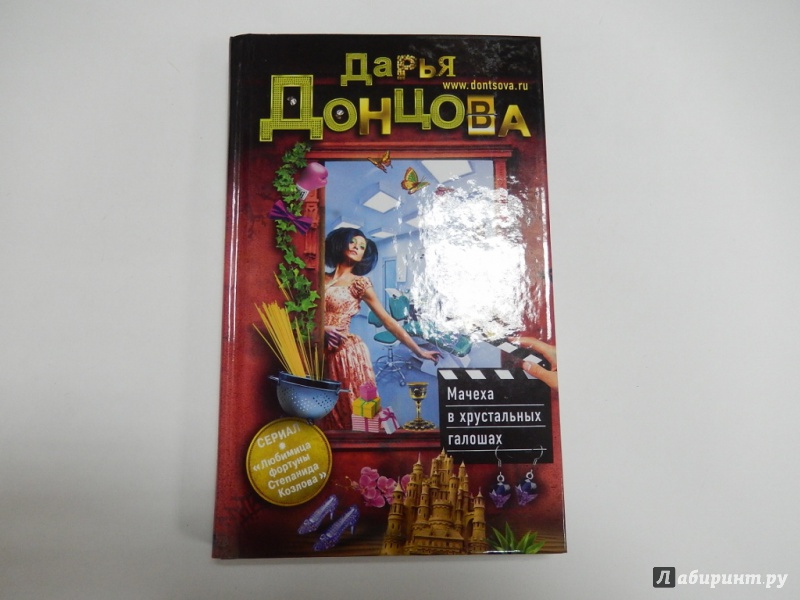 Дарья
www.dontsova.ru
Донцова
Мачеха
в хрустальных
галошах
СЕРИАЛ
«Любимица
фортуны
Степанида
Козлова»
Лабиринт.ру